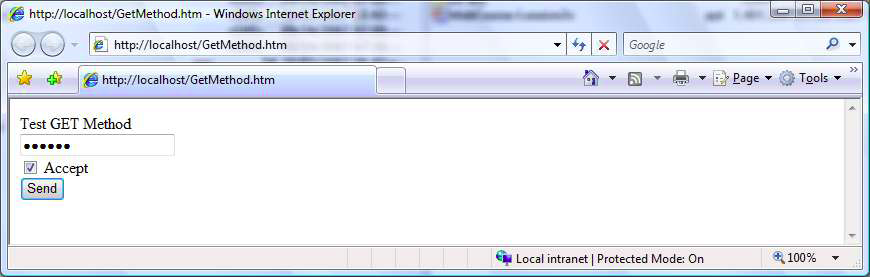 http://localhost/GetMethod.htm - Windows Internet Explorer
http://localhost/GetMethod.htm
Google
http://localhost/GetMethod.htm
Page
Tools
Test GET Method
••••••
Accept
Send
Local intranet | Protected Mode: On
100%